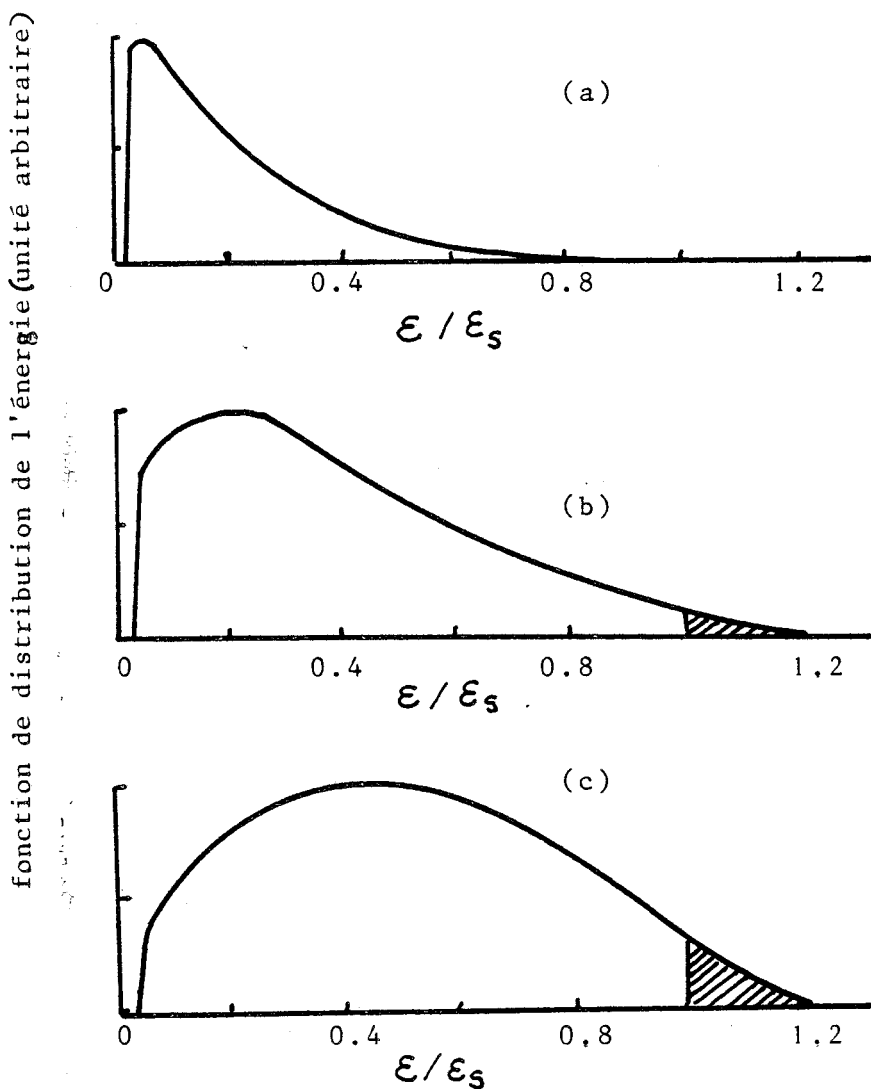 fonction de distribution de l'énergie(unité arbitraire)
(a)
0 0.4 0.8 1.2
ε / εs
(b)
0 0.4 0.8 1.2
ε / εs
(c)
0 0.4 0.8 1.2
ε/εs